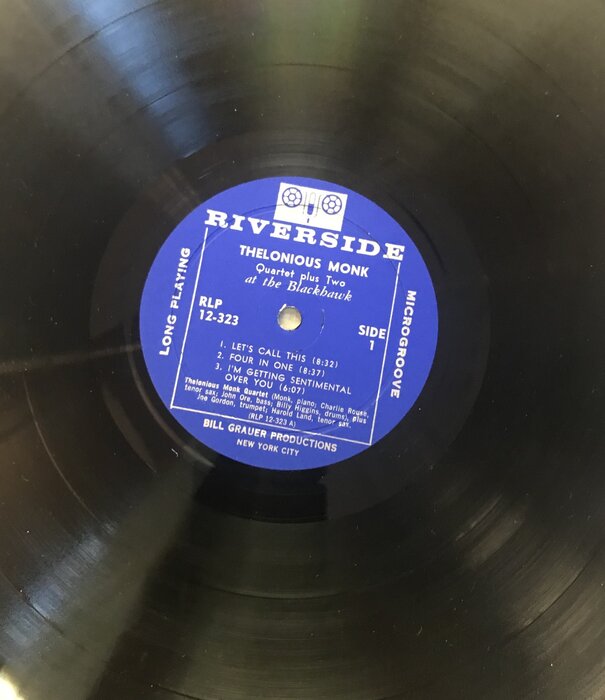 RIVERSIDE
THELONIOUS MONK
Quartet plus Two
at the Blackhawk
LONG PLAYING
MICROGROOVE
RLP
12-323
SIDE
1
1. LET'S CALL THIS (8:32)
2. FOUR IN ONE (8:37)
3. I'M GETTING SENTIMENTAL
OVER YOU (6:07)
Thelonious Monk Quartet (Monk, piano; Charlie Rouse,
tenor sax; John Ore, bass; Billy Higgins, drums), plus
Joe Gordon, trumpet; Harold Land, tenor sax.
(RLP 12-323 A)
BILL GRAUER PRODUCTIONS
NEW YORK CITY